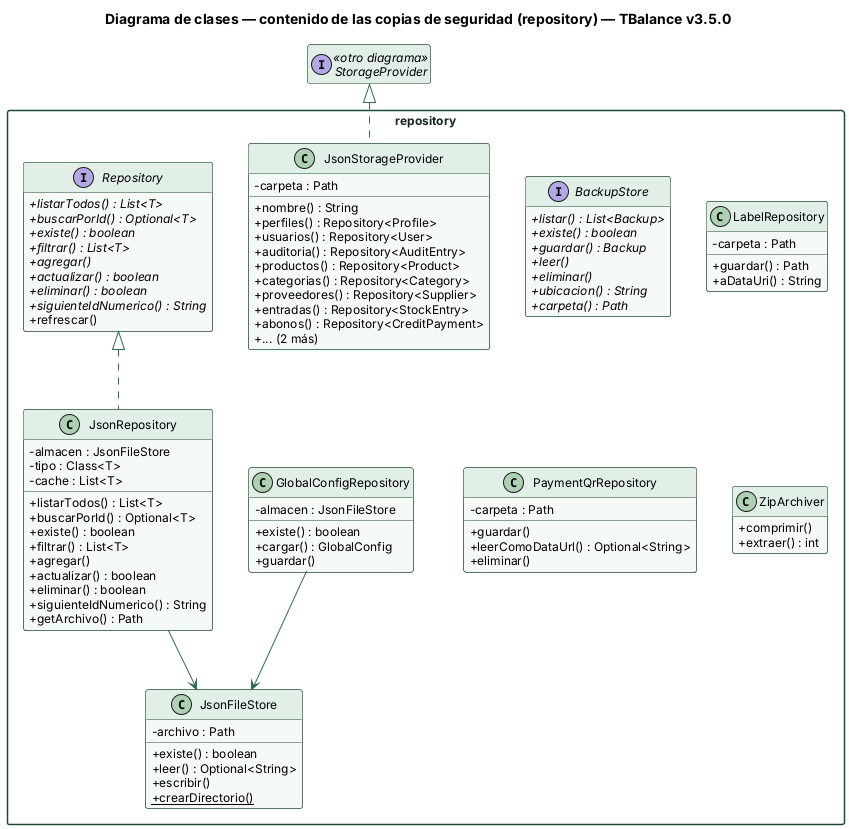 Diagrama de clases — contenido de las copias de seguridad (repository) — TBalance v3.5.0
I «otro diagrama»
StorageProvider
repository
I Repository
+listarTodos() : List<T>
+buscarPorId() : Optional<T>
+existe() : boolean
+filtrar() : List<T>
+agregar()
+actualizar() : boolean
+eliminar() : boolean
+siguienteIdNumerico() : String
+refrescar()
C JsonStorageProvider
-carpeta : Path
+nombre() : String
+perfiles() : Repository<Profile>
+usuarios() : Repository<User>
+auditoria() : Repository<AuditEntry>
+productos() : Repository<Product>
+categorias() : Repository<Category>
+proveedores() : Repository<Supplier>
+entradas() : Repository<StockEntry>
+abonos() : Repository<CreditPayment>
+... (2 más)
I BackupStore
+listar() : List<Backup>
+existe() : boolean
+guardar() : Backup
+leer()
+eliminar()
+ubicacion() : String
+carpeta() : Path
C LabelRepository
-carpeta : Path
+guardar() : Path
+aDataUri() : String
C JsonRepository
-almacen : JsonFileStore
-tipo : Class<T>
-cache : List<T>
+listarTodos() : List<T>
+buscarPorId() : Optional<T>
+existe() : boolean
+filtrar() : List<T>
+agregar()
+actualizar() : boolean
+eliminar() : boolean
+siguienteIdNumerico() : String
+getArchivo() : Path
C GlobalConfigRepository
-almacen : JsonFileStore
+existe() : boolean
+cargar() : GlobalConfig
+guardar()
C PaymentQrRepository
-carpeta : Path
+guardar()
+leerComoDataUrl() : Optional<String>
+eliminar()
C ZipArchiver
+comprimir()
+extraer() : int
C JsonFileStore
-archivo : Path
+existe() : boolean
+leer() : Optional<String>
+escribir()
+crearDirectorio()